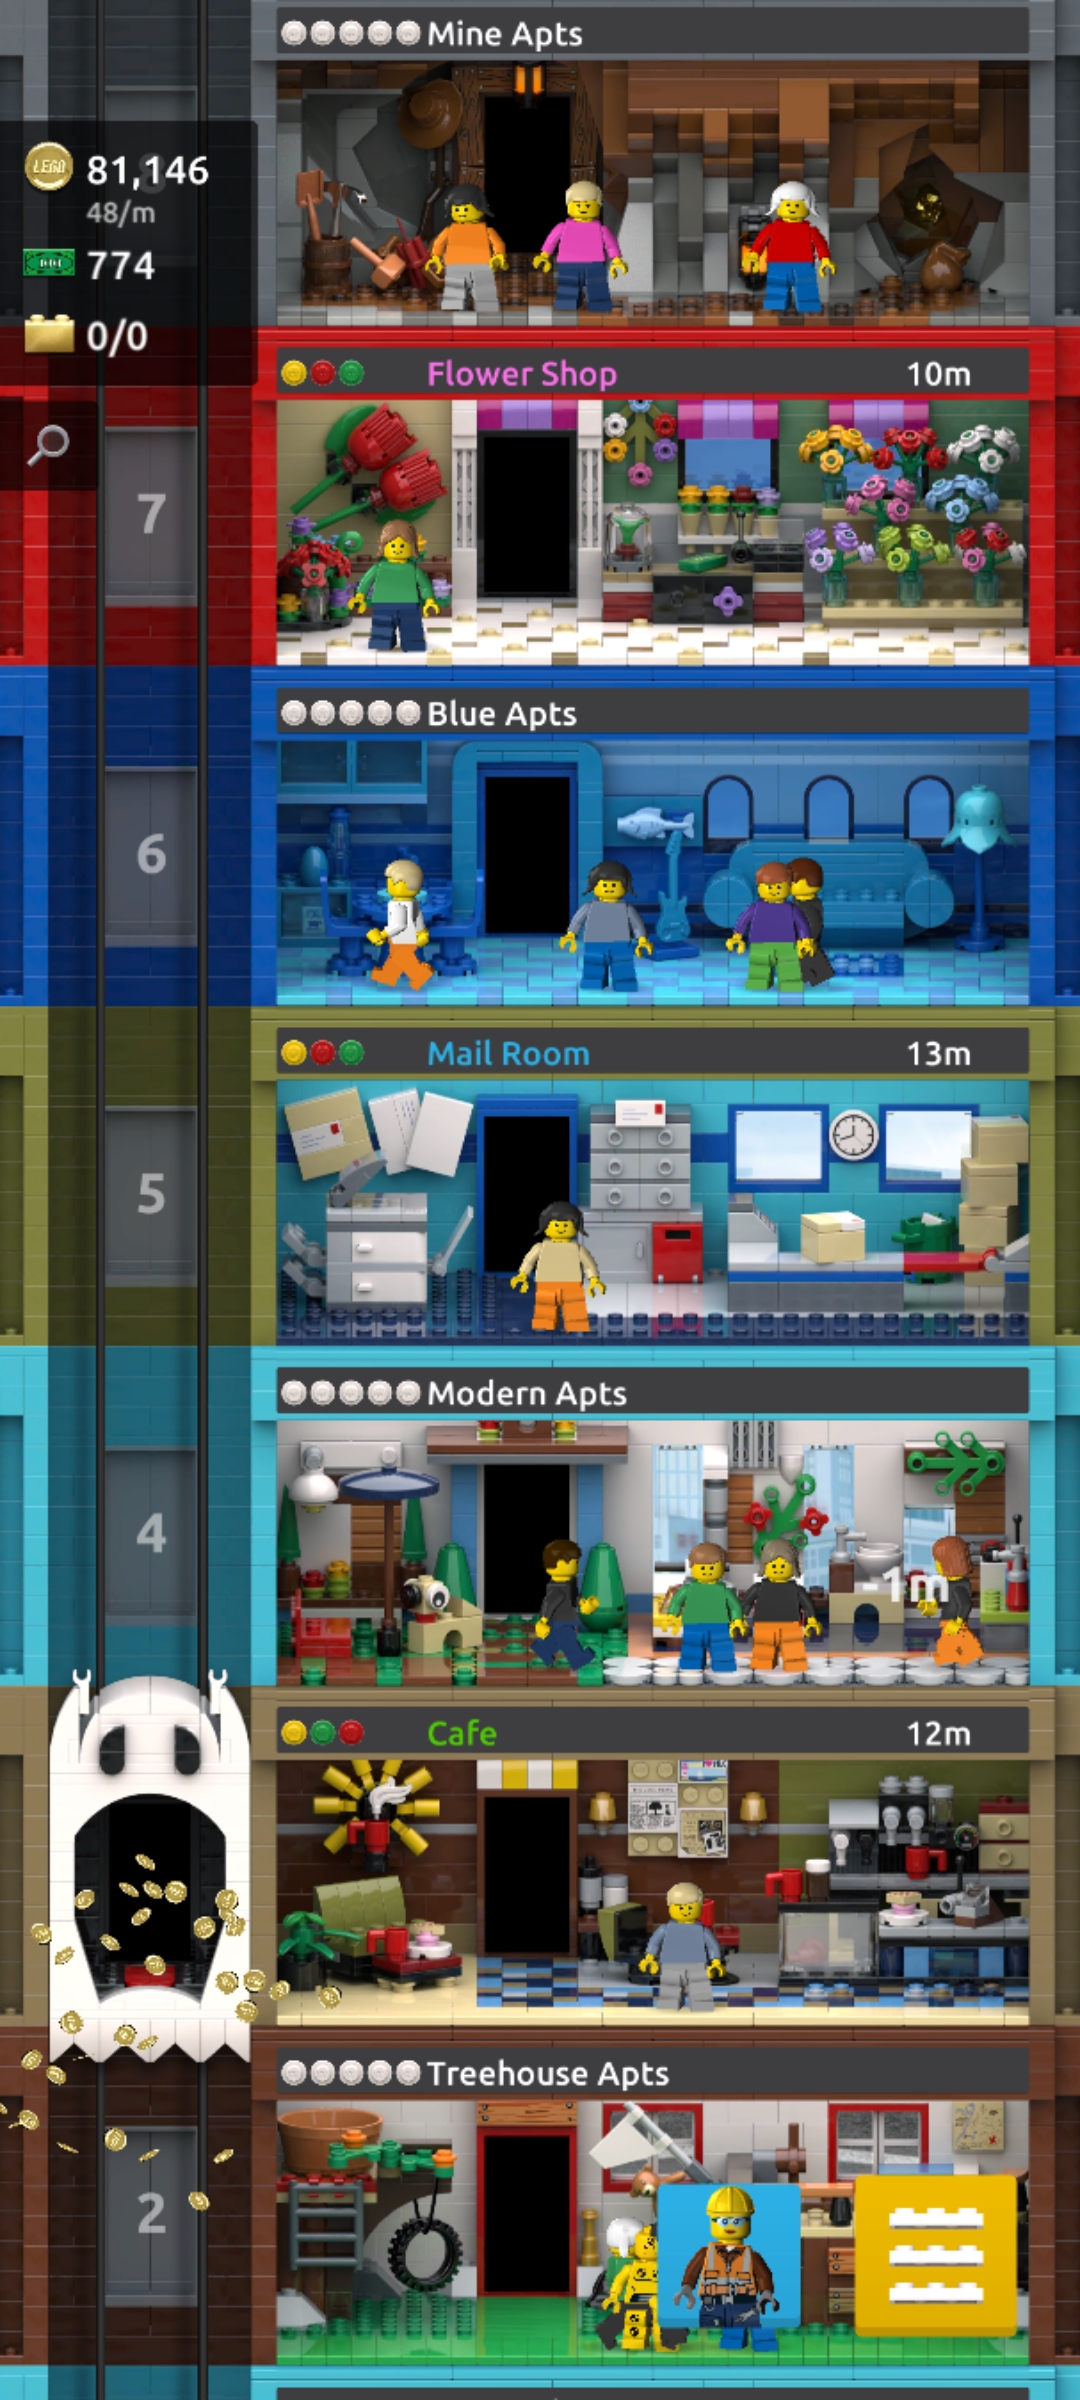 Mine Apts
LEGO 81,146
48/m
774
0/0
Flower Shop 10m
7
Blue Apts
6
Mail Room 13m
5
Modern Apts
4
-1m
Cafe 12m
Treehouse Apts
2